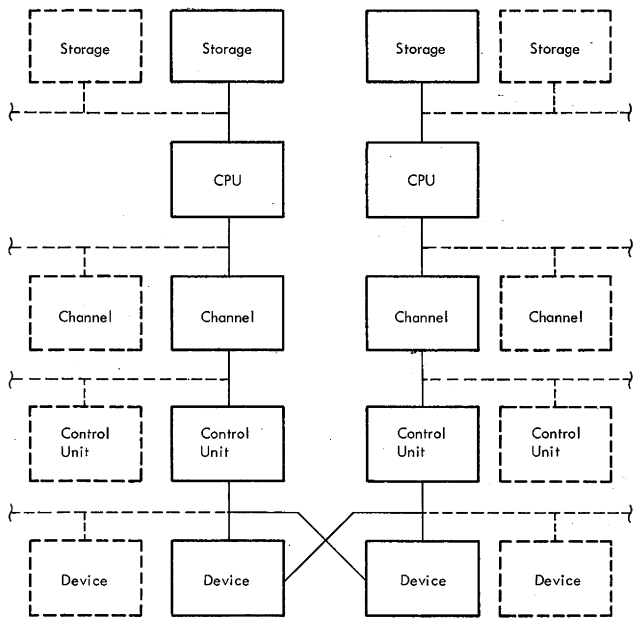 Storage
Storage
Storage
Storage
CPU
CPU
Channel
Channel
Channel
Channel
Control
Unit
Control
Unit
Control
Unit
Control
Unit
Device
Device
Device
Device